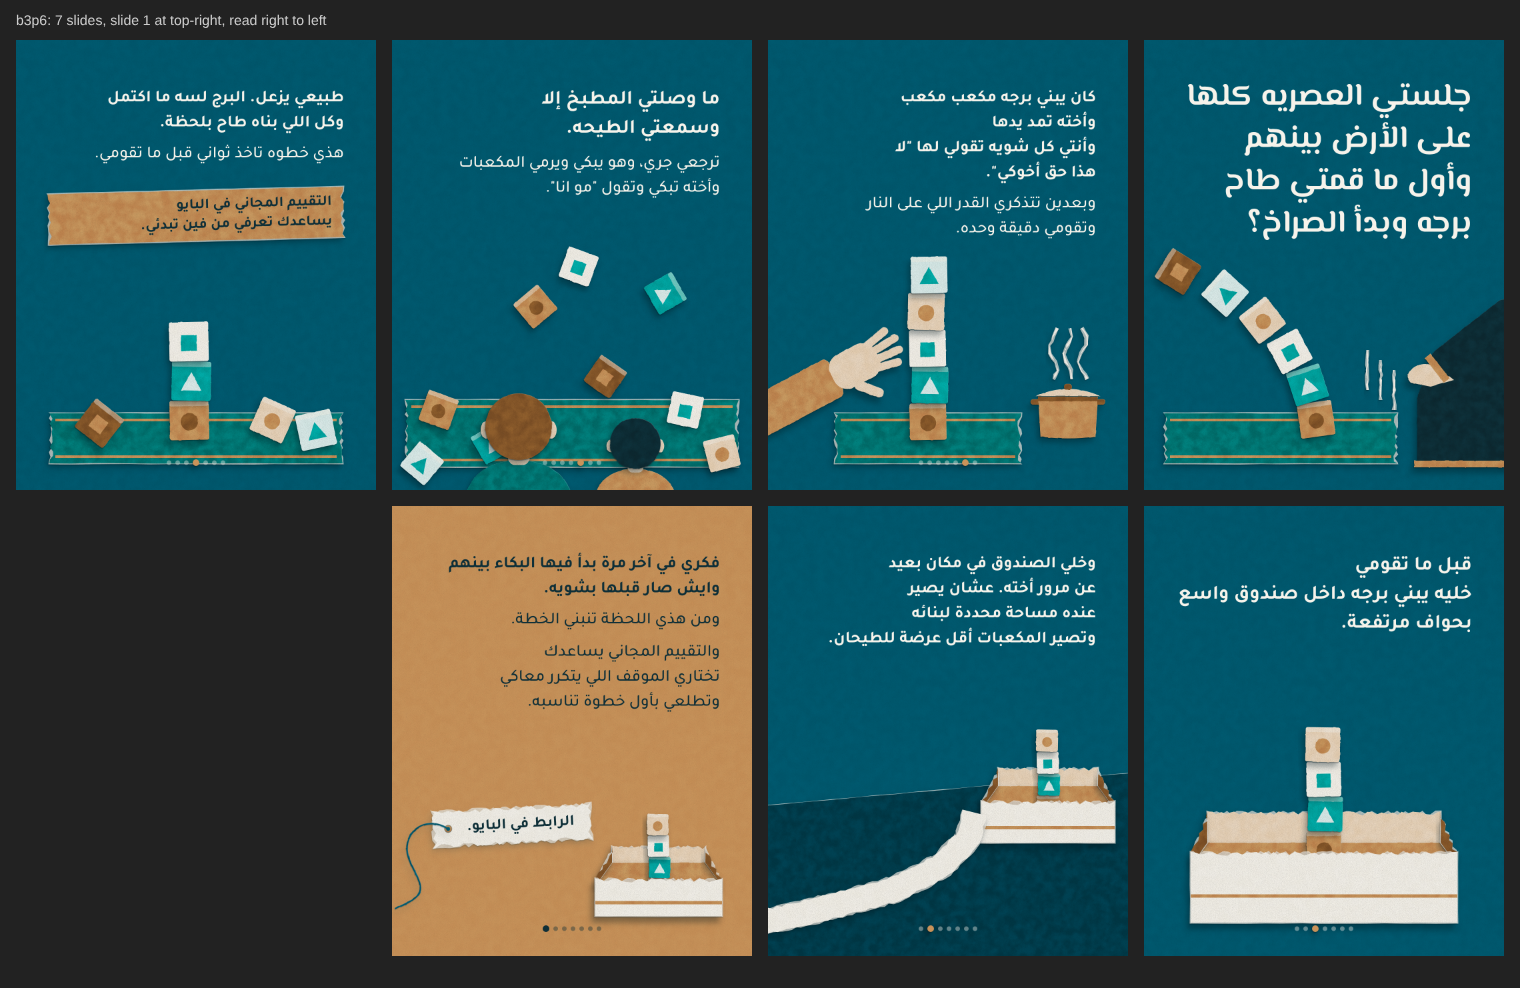 b3p6: 7 slides, slide 1 at top-right, read right to left
جلستي العصريه كلها
على الأرض بينهم
وأول ما قمتي طاح
برجه وبدأ الصراخ؟
كان يبني برجه مكعب مكعب
وأخته تمد يدها
وأنتي كل شويه تقولي لها "لا
هذا حق أخوكي".
وبعدين تتذكري القدر اللي على النار
وتقومي دقيقة وحده.
ما وصلتي المطبخ إلا
وسمعتي الطيحه.
ترجعي جري، وهو يبكي ويرمي المكعبات
وأخته تبكي وتقول "مو انا".
طبيعي يزعل. البرج لسه ما اكتمل
وكل اللي بناه طاح بلحظة.
هذي خطوه تاخذ ثواني قبل ما تقومي.
التقييم المجاني في البايو
يساعدك تعرفي من فين تبدئي.
قبل ما تقومي
خليه يبني برجه داخل صندوق واسع
بحواف مرتفعة.
وخلي الصندوق في مكان بعيد
عن مرور أخته. عشان يصير
عنده مساحة محددة لبنائه
وتصير المكعبات أقل عرضة للطيحان.
فكري في آخر مرة بدأ فيها البكاء بينهم
وايش صار قبلها بشويه.
ومن هذي اللحظة تنبني الخطة.
والتقييم المجاني يساعدك
تختاري الموقف اللي يتكرر معاكي
وتطلعي بأول خطوة تناسبه.
الرابط في البايو.